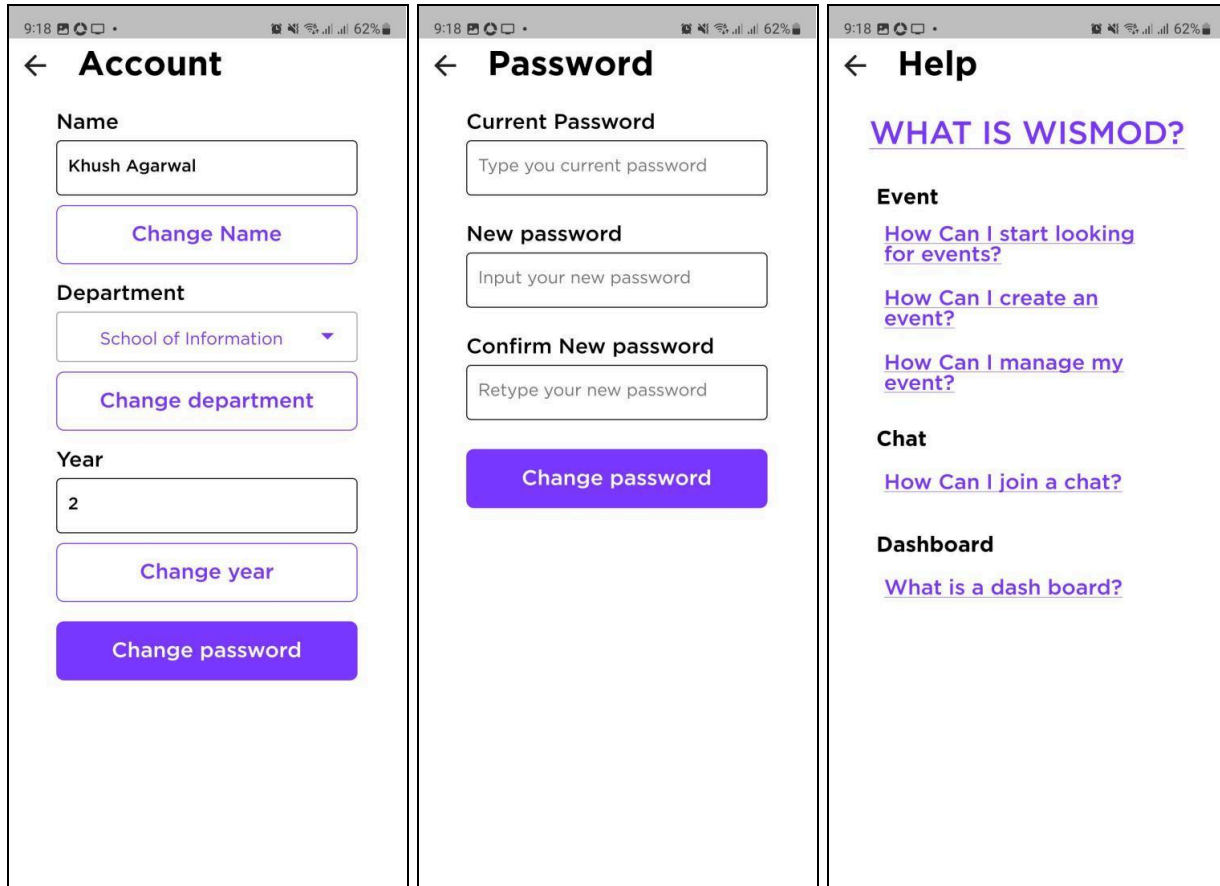 9:18
62%
Account
Name
Khush Agarwal
Change Name
Department
School of Information
Change department
Year
2
Change year
Change password
9:18
62%
Password
Current Password
Type you current password
New password
Input your new password
Confirm New password
Retype your new password
Change password
9:18
62%
Help
WHAT IS WISMOD?
Event
How Can I start looking
for events?
How Can I create an
event?
How Can I manage my
event?
Chat
How Can I join a chat?
Dashboard
What is a dash board?